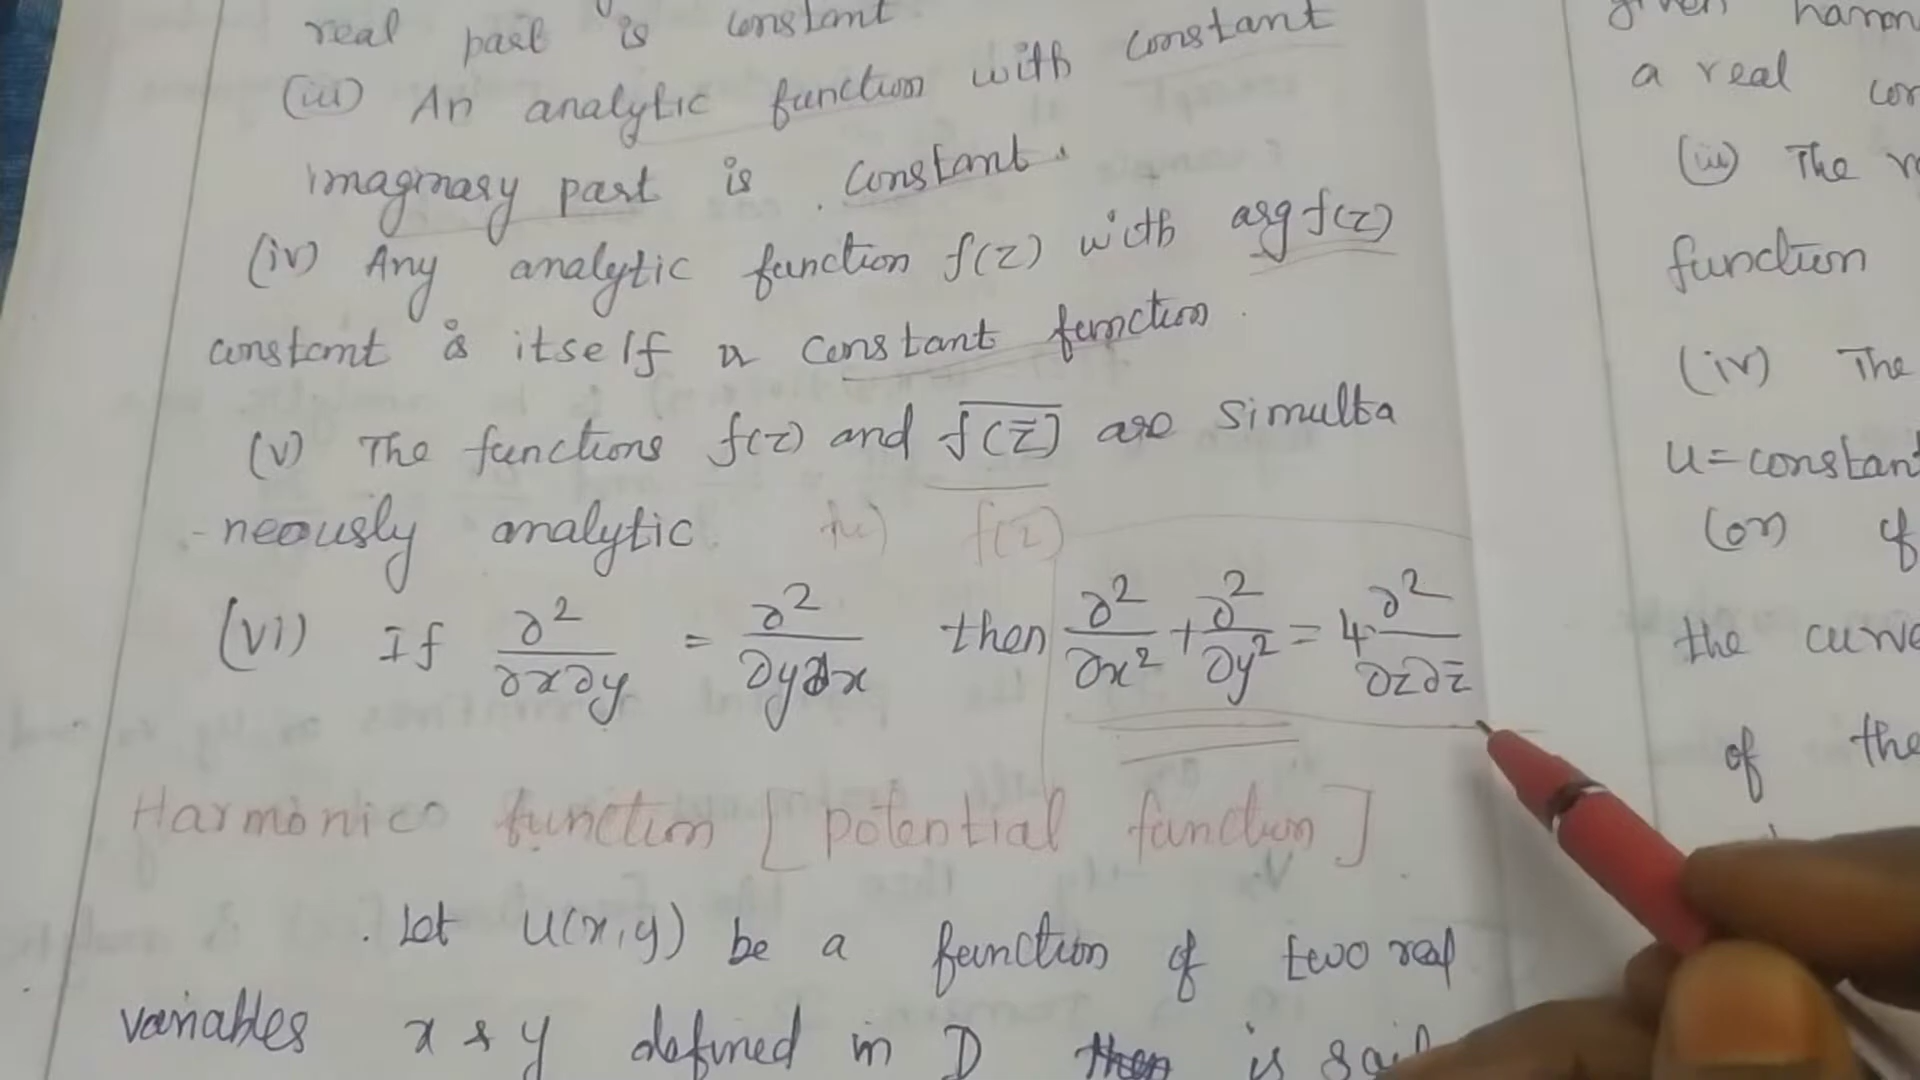 real part is constant
(iii) An analytic function with constant
imaginary part is constant.
(iv) Any analytic function f(z) with arg f(z)
constant is itself a constant function.
(v) The functions f(z) and \overline{f(\bar{z})} are simulta
-neously analytic. f(z)
(vi) If ∂²/∂x∂y = ∂²/∂y∂x then ∂²/∂x² + ∂²/∂y² = 4 ∂²/∂z∂z̄
Harmonic function [potential function]
Let u(x,y) be a function of two real
variables x & y defined in D is
a real
(iii) The
function
(iv) The
u=constant
(or) of
the curve
of the